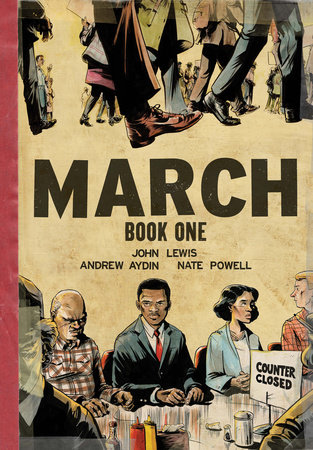 MARCH
BOOK ONE
JOHN LEWIS
ANDREW AYDIN NATE POWELL
COUNTER
CLOSED